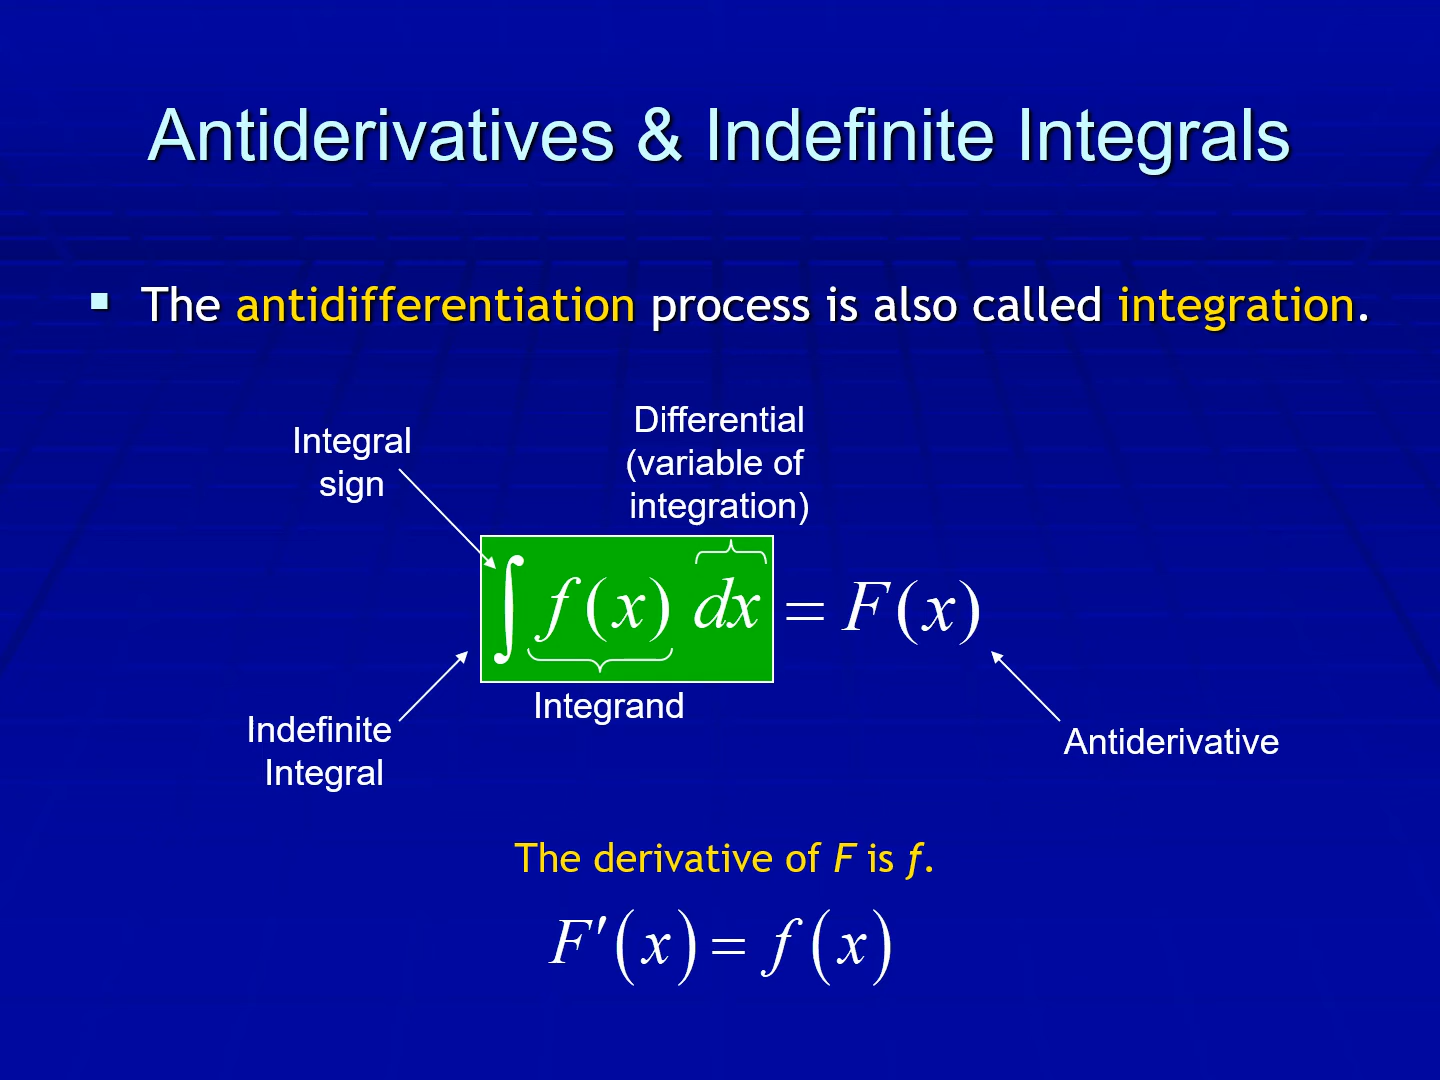 Antiderivatives & Indefinite Integrals
▪ The antidifferentiation process is also called integration.
Integral
sign
Differential
(variable of
integration)
∫ f(x) dx = F(x)
Integrand
Indefinite
Integral
Antiderivative
The derivative of F is f.
F′(x) = f(x)